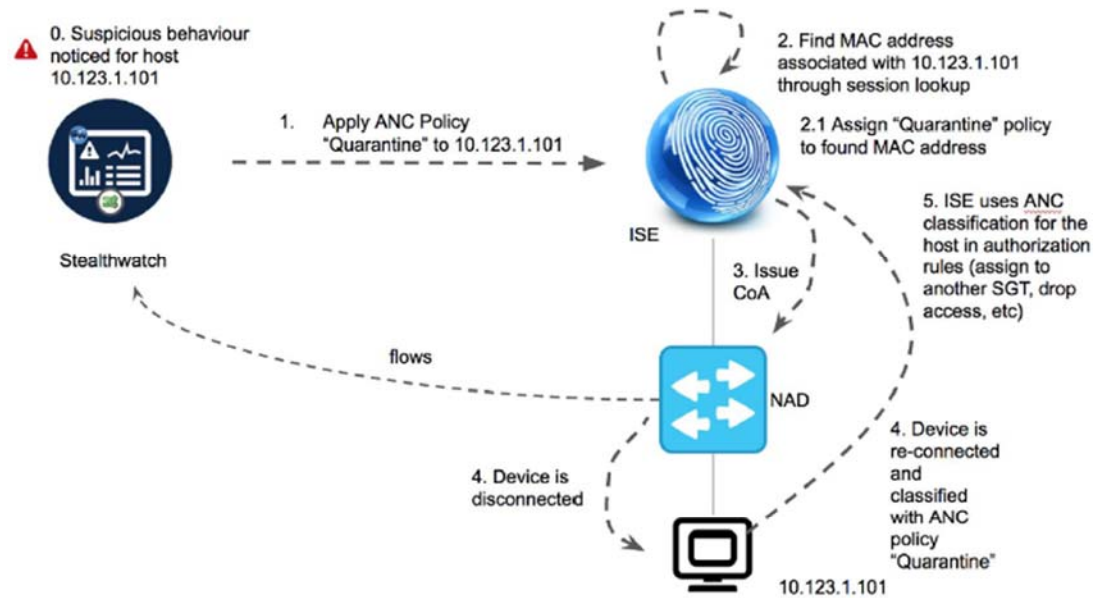 0. Suspicious behaviour
noticed for host
10.123.1.101
Stealthwatch
1. Apply ANC Policy
"Quarantine" to 10.123.1.101
2. Find MAC address
associated with 10.123.1.101
through session lookup
2.1 Assign "Quarantine" policy
to found MAC address
ISE
3. Issue
CoA
5. ISE uses ANC
classification for the
host in authorization
rules (assign to
another SGT, drop
access, etc)
flows
NAD
4. Device is
disconnected
4. Device is
re-connected
and
classified
with ANC
policy
"Quarantine"
10.123.1.101